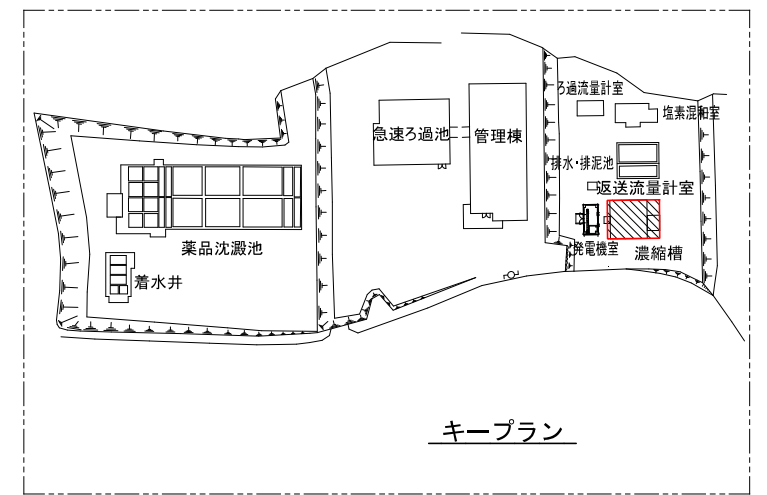 ろ過流量計室
塩素混和室
急速ろ過池
管理棟
排水・排泥池
返送流量計室
薬品沈澱池
発電機室
濃縮槽
着水井
キープラン